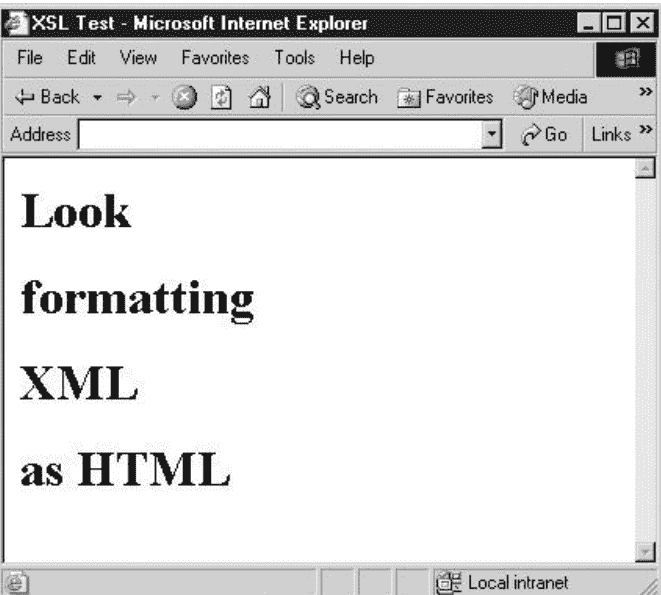 XSL Test - Microsoft Internet Explorer
File Edit View Favorites Tools Help
Back Search Favorites Media »
Address Go Links »
Look
formatting
XML
as HTML
Local intranet